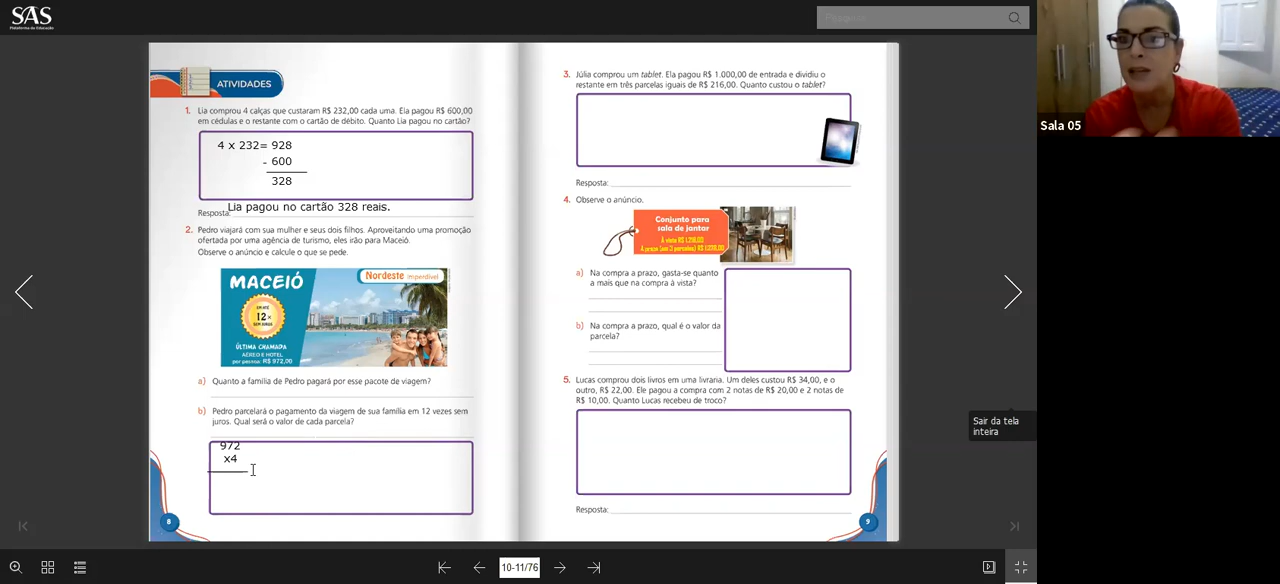 SAS
Plataforma de Educação
Sala 05
ATIVIDADES
1. Lia comprou 4 calças que custaram R$ 232,00 cada uma. Ela pagou R$ 600,00
em cédulas e o restante com o cartão de débito. Quanto Lia pagou no cartão?
4 x 232= 928
- 600
328
Lia pagou no cartão 328 reais.
Resposta:
2. Pedro viajará com sua mulher e seus dois filhos. Aproveitando uma promoção
ofertada por uma agência de turismo, eles irão para Maceió.
Observe o anúncio e calcule o que se pede.
MACEIÓ
Nordeste imperdível
EM ATÉ
12x
SEM JUROS
ÚLTIMA CHAMADA
AÉREO E HOTEL
por pessoa: R$ 972,00
a) Quanto a família de Pedro pagará por esse pacote de viagem?
b) Pedro parcelará o pagamento da viagem de sua família em 12 vezes sem
juros. Qual será o valor de cada parcela?
972
x4
8
3. Júlia comprou um tablet. Ela pagou R$ 1.000,00 de entrada e dividiu o
restante em três parcelas iguais de R$ 216,00. Quanto custou o tablet?
Resposta:
4. Observe o anúncio.
Conjunto para
sala de jantar
À vista R$
A prazo (em 3 parcelas) R$
a) Na compra a prazo, gasta-se quanto
a mais que na compra à vista?
b) Na compra a prazo, qual é o valor da
parcela?
5. Lucas comprou dois livros em uma livraria. Um deles custou R$ 34,00, e o
outro, R$ 22,00. Ele pagou a compra com 2 notas de R$ 20,00 e 2 notas de
R$ 10,00. Quanto Lucas recebeu de troco?
Resposta:
9
Sair da tela
inteira
10-11/76